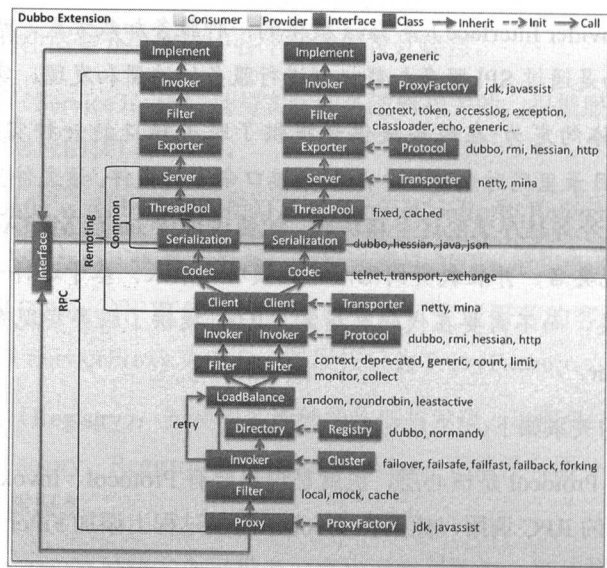 Dubbo Extension
Consumer Provider Interface Class Inherit Init Call
Implement Implement java, generic
Invoker Invoker ProxyFactory jdk, javassist
Filter Filter context, token, accesslog, exception,
classloader, echo, generic ...
Exporter Exporter Protocol dubbo, rmi, hessian, http
Server Server Transporter netty, mina
ThreadPool ThreadPool fixed, cached
Serialization Serialization dubbo, hessian, java, json
Codec Codec telnet, transport, exchange
Interface
RPC
Remoting
Common
Client Client Transporter netty, mina
Invoker Invoker Protocol dubbo, rmi, hessian, http
Filter Filter context, deprecated, generic, count, limit,
monitor, collect
LoadBalance random, roundrobin, leastactive
retry
Directory Registry dubbo, normandy
Invoker Cluster failover, failsafe, failfast, failback, forking
Filter local, mock, cache
Proxy ProxyFactory jdk, javassist